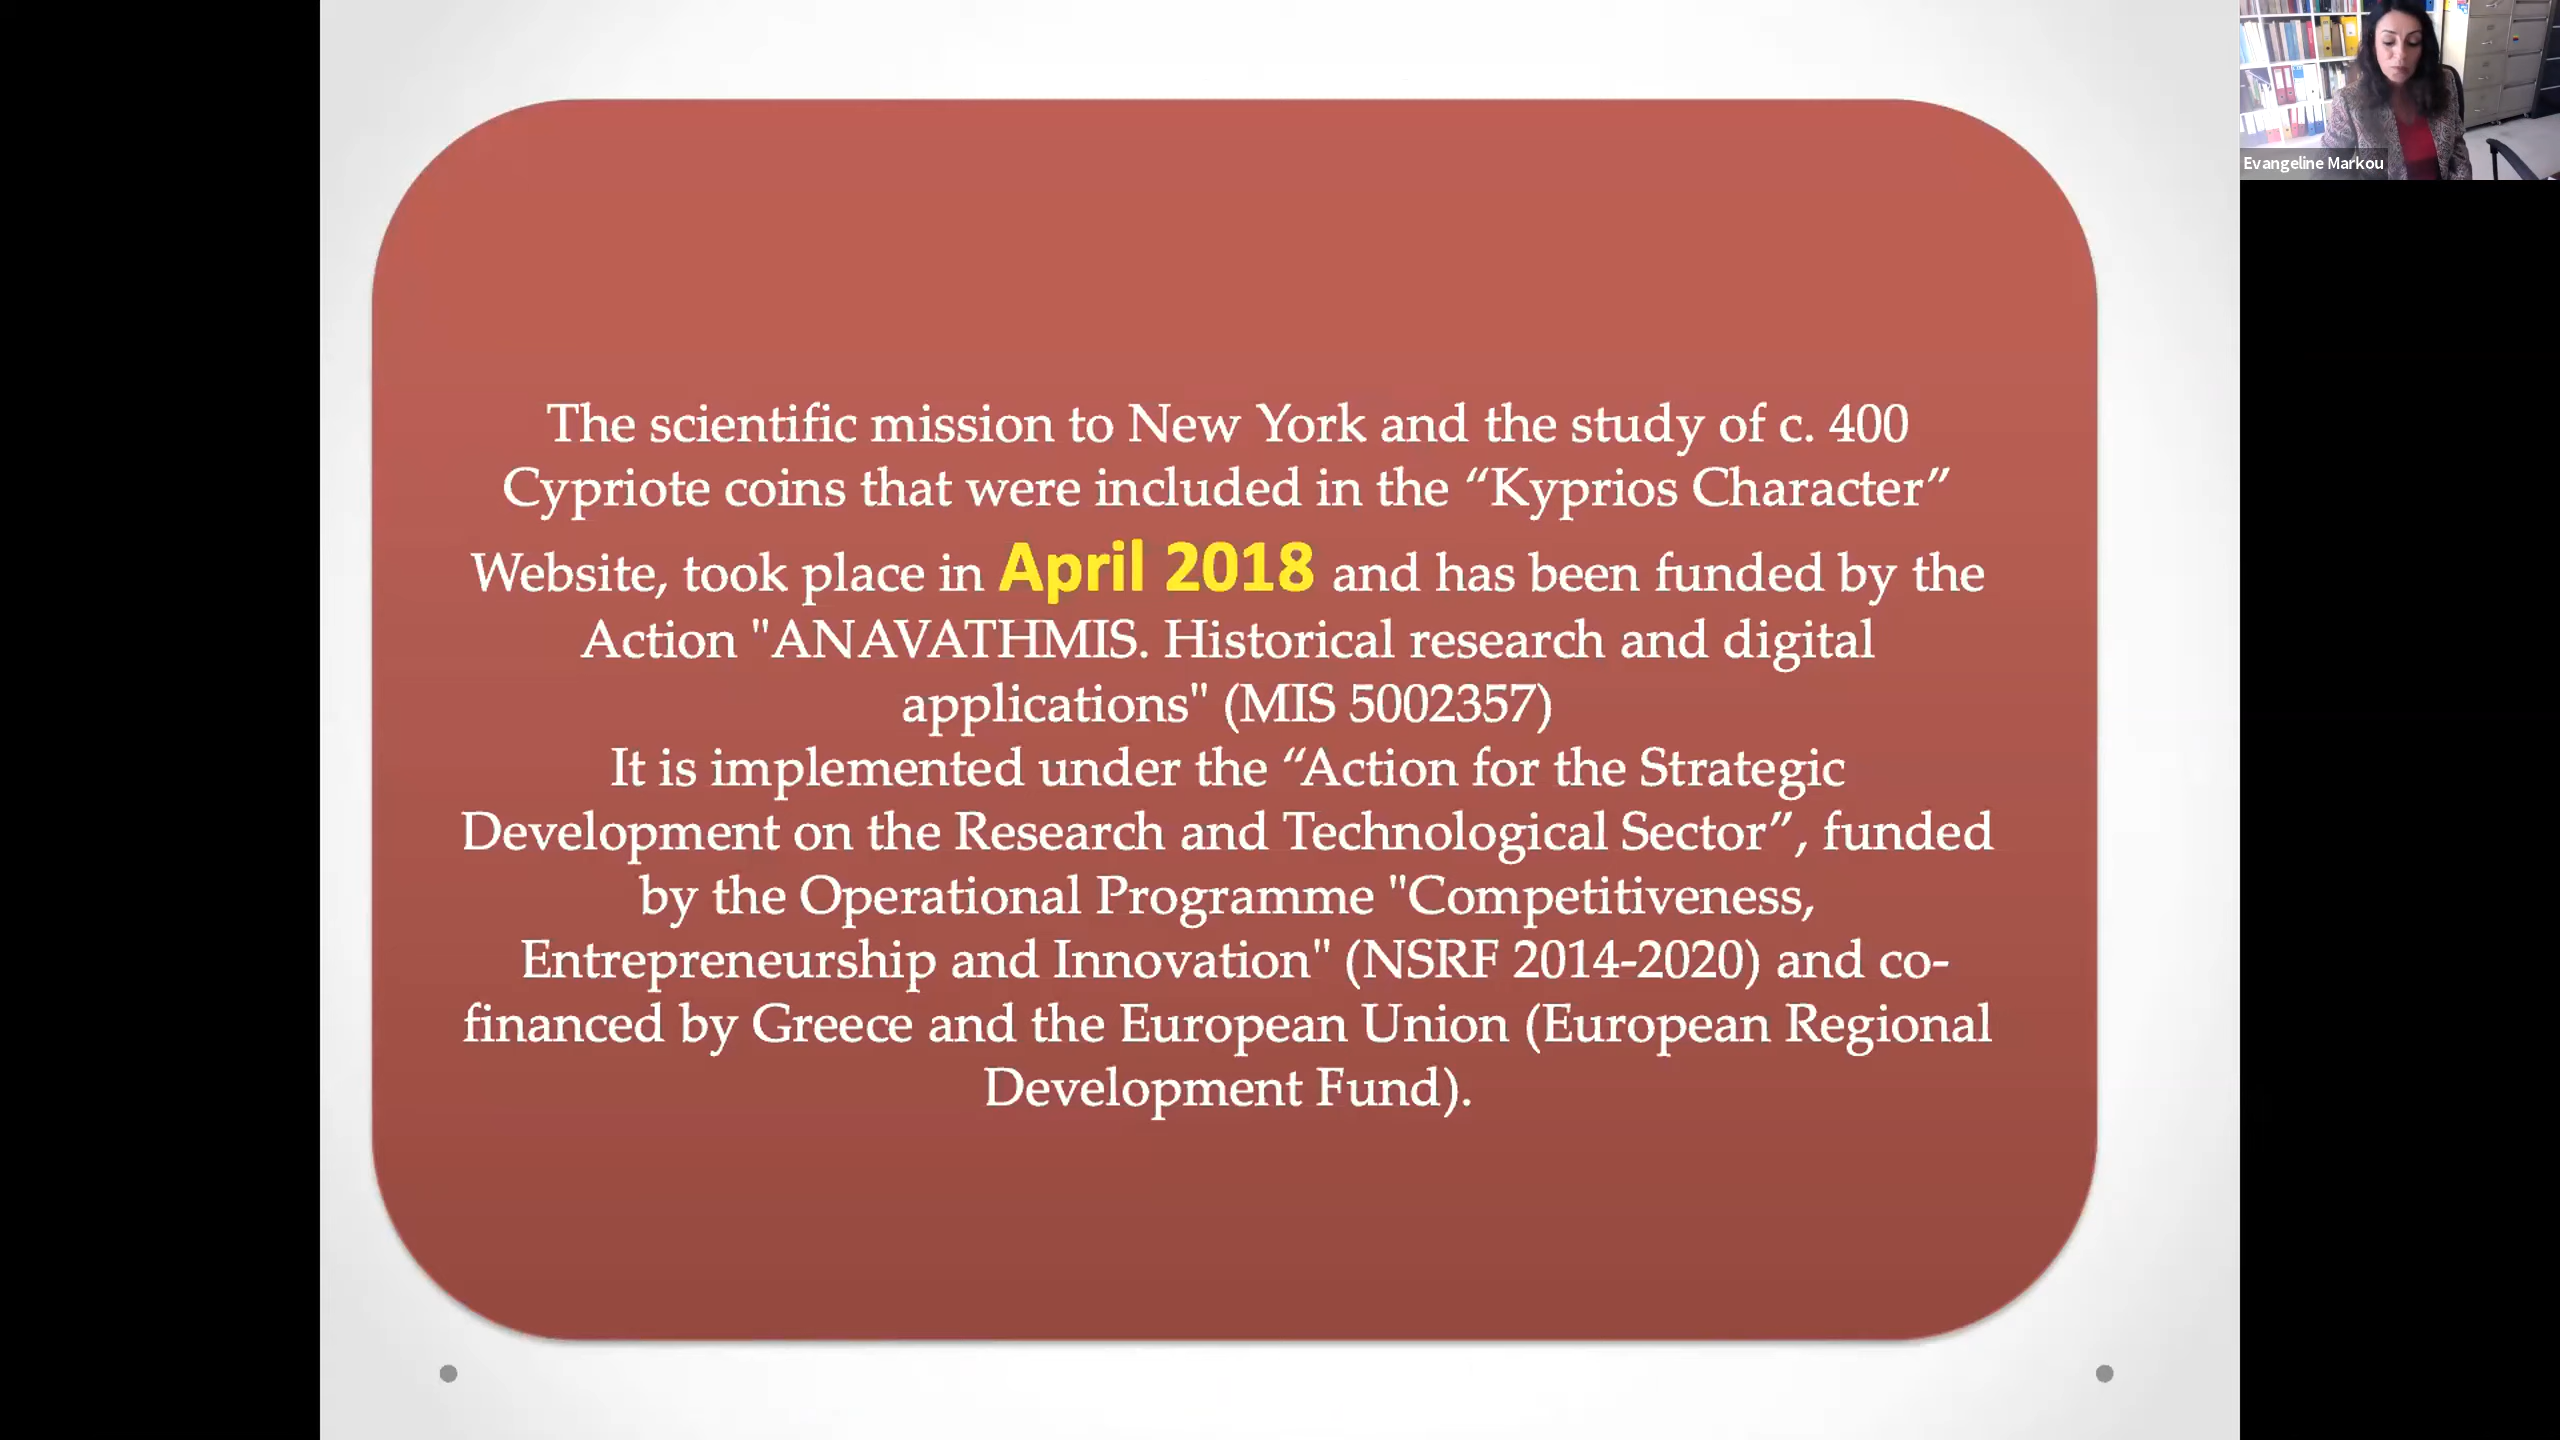 The scientific mission to New York and the study of c. 400
Cypriote coins that were included in the “Kyprios Character”
Website, took place in April 2018 and has been funded by the
Action "ANAVATHMIS. Historical research and digital
applications" (MIS 5002357)
It is implemented under the “Action for the Strategic
Development on the Research and Technological Sector”, funded
by the Operational Programme "Competitiveness,
Entrepreneurship and Innovation" (NSRF 2014-2020) and co-
financed by Greece and the European Union (European Regional
Development Fund).
Evangeline Markou